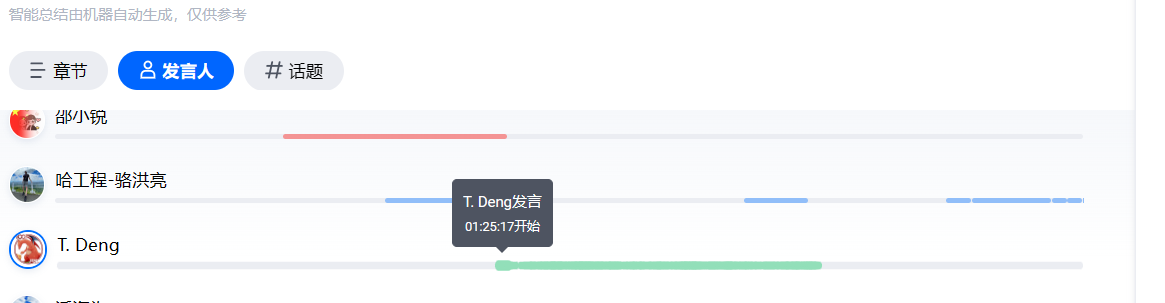 智能总结由机器自动生成，仅供参考
章节
发言人
# 话题
邵小锐
哈工程-骆洪亮
T. Deng发言
01:25:17开始
T. Deng